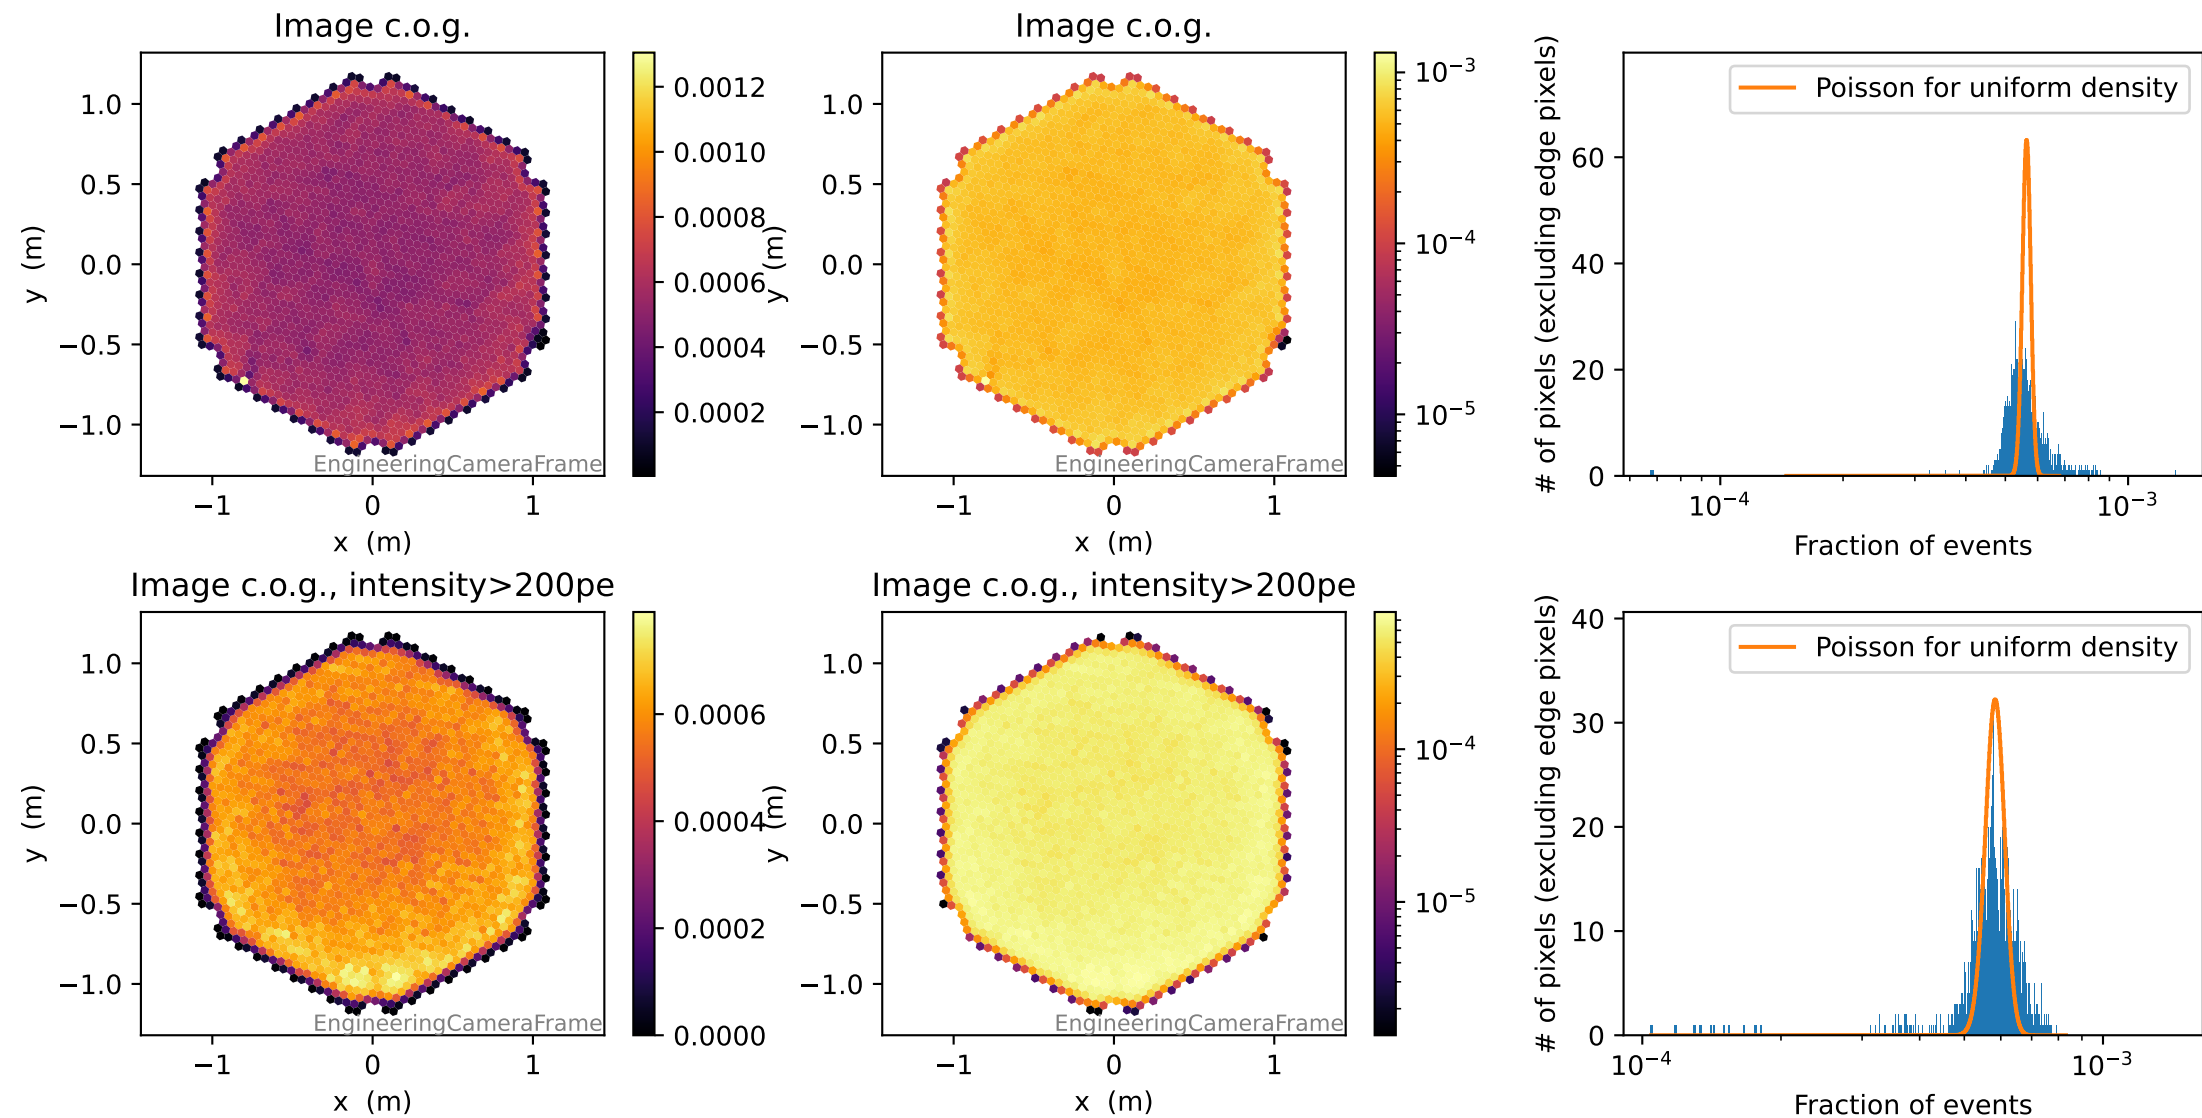 Image c.o.g.
1.0
0.5
0.0
−0.5
−1.0
y (m)
−1
0
1
x (m)
EngineeringCameraFrame
0.0012
0.0010
0.0008
0.0006
0.0004
0.0002
Image c.o.g.
1.0
0.5
0.0
−0.5
−1.0
y (m)
−1
0
1
x (m)
EngineeringCameraFrame
10⁻³
10⁻⁴
10⁻⁵
Poisson for uniform density
# of pixels (excluding edge pixels)
60
40
20
0
10⁻⁴
10⁻³
Fraction of events
Image c.o.g., intensity>200pe
1.0
0.5
0.0
−0.5
−1.0
y (m)
−1
0
1
x (m)
EngineeringCameraFrame
0.0006
0.0004
0.0002
0.0000
Image c.o.g., intensity>200pe
1.0
0.5
0.0
−0.5
−1.0
y (m)
−1
0
1
x (m)
EngineeringCameraFrame
10⁻⁴
10⁻⁵
Poisson for uniform density
# of pixels (excluding edge pixels)
40
30
20
10
0
10⁻⁴
10⁻³
Fraction of events